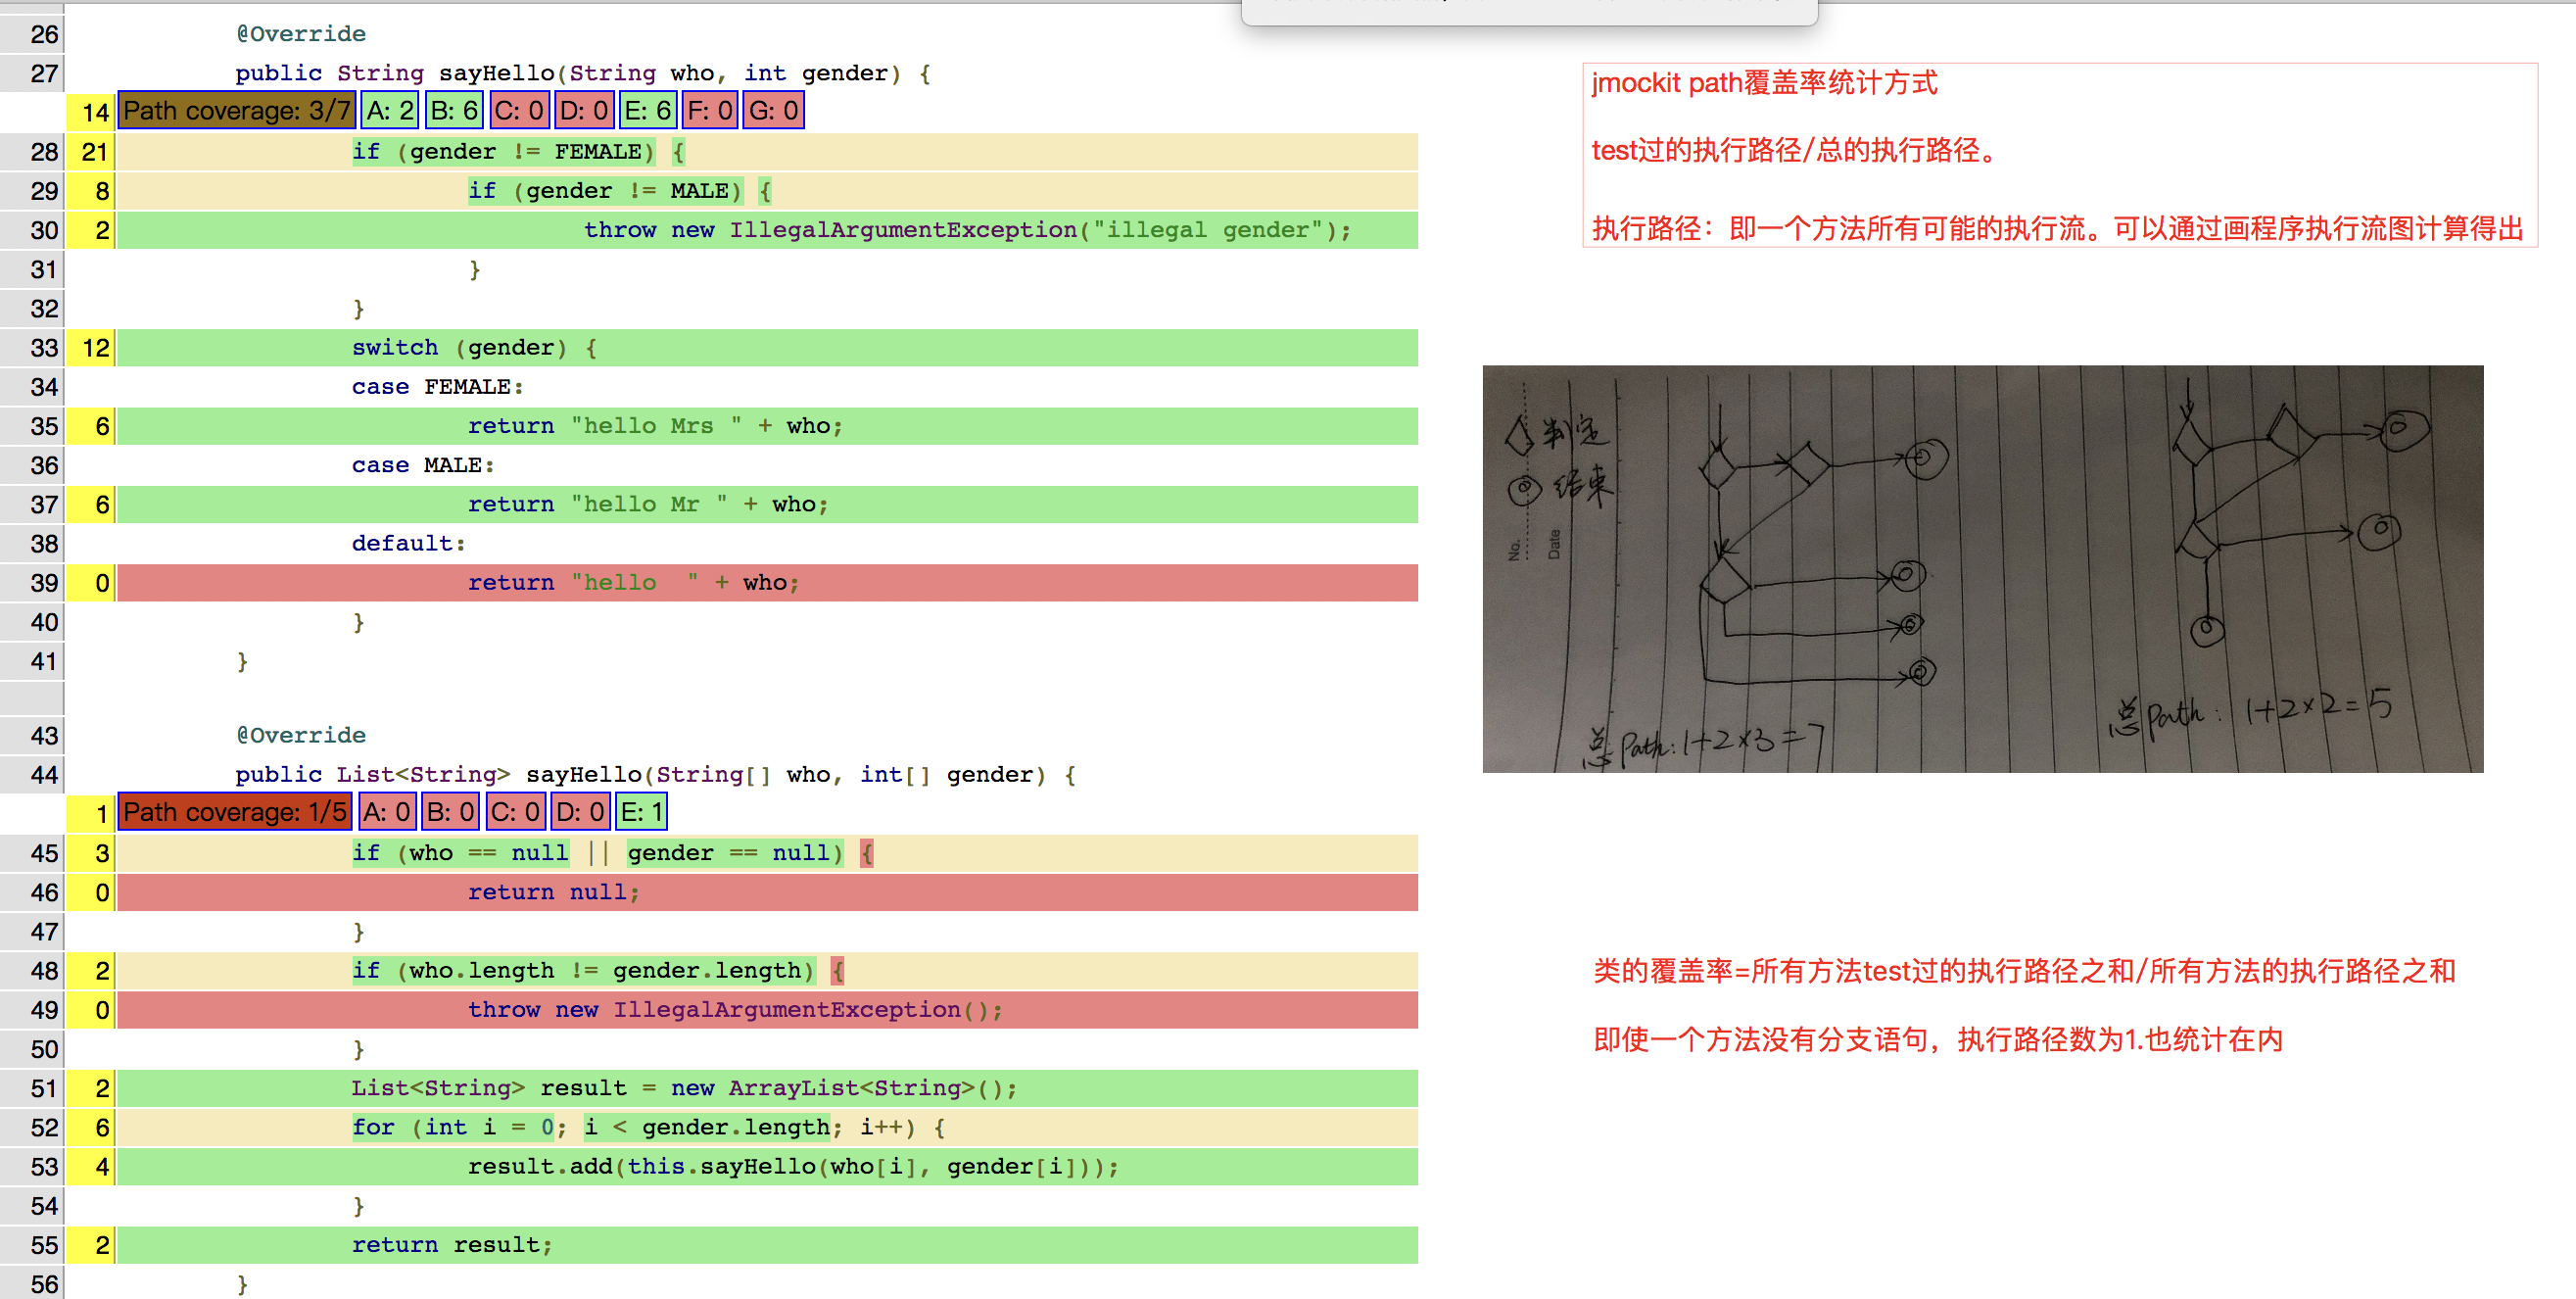 26 @Override
27 public String sayHello(String who, int gender) {
14 Path coverage: 3/7 A: 2 B: 6 C: 0 D: 0 E: 6 F: 0 G: 0
28 21 if (gender != FEMALE) {
29 8 if (gender != MALE) {
30 2 throw new IllegalArgumentException("illegal gender");
31 }
32 }
33 12 switch (gender) {
34 case FEMALE:
35 6 return "hello Mrs " + who;
36 case MALE:
37 6 return "hello Mr " + who;
38 default:
39 0 return "hello  " + who;
40 }
41 }
43 @Override
44 public List<String> sayHello(String[] who, int[] gender) {
1 Path coverage: 1/5 A: 0 B: 0 C: 0 D: 0 E: 1
45 3 if (who == null || gender == null) {
46 0 return null;
47 }
48 2 if (who.length != gender.length) {
49 0 throw new IllegalArgumentException();
50 }
51 2 List<String> result = new ArrayList<String>();
52 6 for (int i = 0; i < gender.length; i++) {
53 4 result.add(this.sayHello(who[i], gender[i]));
54 }
55 2 return result;
56 }
jmockit path覆盖率统计方式
test过的执行路径/总的执行路径。
执行路径：即一个方法所有可能的执行流。可以通过画程序执行流图计算得出
判定
结束
No.
Date
总Path:1+2×3=7
总path: 1+2×2=5
类的覆盖率=所有方法test过的执行路径之和/所有方法的执行路径之和
即使一个方法没有分支语句，执行路径数为1.也统计在内